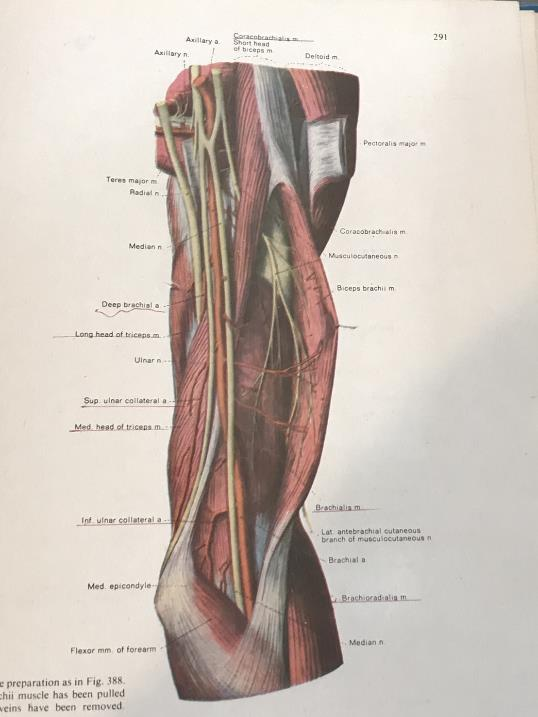 291
Axillary a.
Coracobrachialis m.
Short head
of biceps m.
Axillary n.
Deltoid m.
Pectoralis major m.
Teres major m.
Radial n.
Coracobrachialis m.
Median n.
Musculocutaneous n.
Biceps brachii m.
Deep brachial a.
Long head of triceps m.
Ulnar n.
Sup. ulnar collateral a.
Med. head of triceps m.
Brachialis m.
Inf. ulnar collateral a.
Lat. antebrachial cutaneous
branch of musculocutaneous n.
Brachial a.
Med. epicondyle
Brachioradialis m.
Median n.
Flexor mm. of forearm
e preparation as in Fig. 388.
chii muscle has been pulled
veins have been removed.